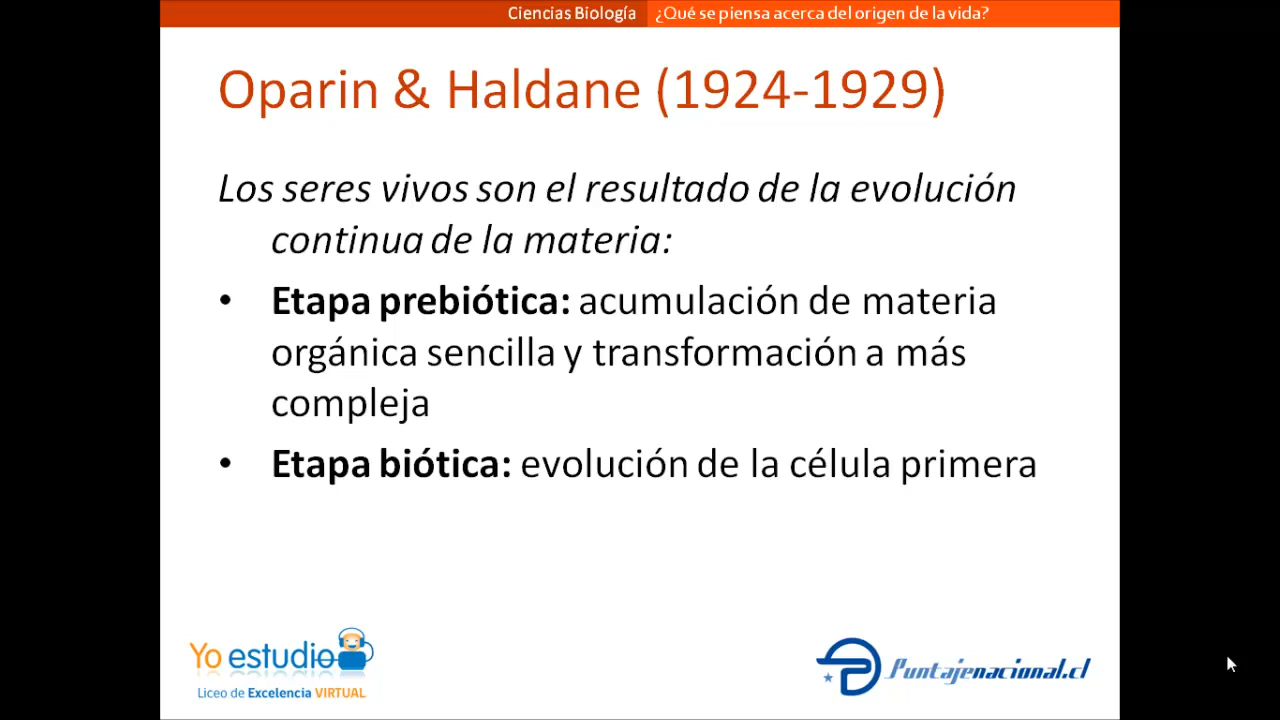 Ciencias Biología ¿Qué se piensa acerca del origen de la vida?
Oparin & Haldane (1924-1929)
Los seres vivos son el resultado de la evolución
continua de la materia:
• Etapa prebiótica: acumulación de materia
orgánica sencilla y transformación a más
compleja
• Etapa biótica: evolución de la célula primera
Yo estudio
Liceo de Excelencia VIRTUAL
Puntajenacional.cl